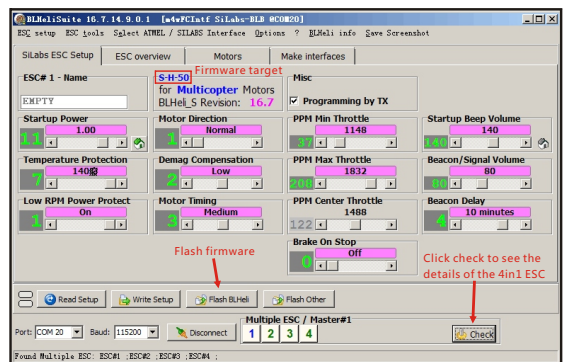 BLHeliSuite 16.7.14.9.0.1 [m4wFCIntf SiLabs-BLB @COM20]
ESC setup ESC tools Select ATMEL / SILABS Interface Options ? BLHeli info Save Screenshot
SiLabs ESC Setup ESC overview Motors Make interfaces
ESC# 1 - Name
EMPTY
S-H-50
Firmware target
for Multicopter Motors
BLHeli_S Revision: 16.7
Misc
Programming by TX
Startup Power
1.00
11
Motor Direction
Normal
1
PPM Min Throttle
1148
37
Startup Beep Volume
140
140
Temperature Protection
140
7
Demag Compensation
Low
2
PPM Max Throttle
1832
208
Beacon/Signal Volume
80
80
Low RPM Power Protect
On
1
Motor Timing
Medium
3
PPM Center Throttle
1488
122
Beacon Delay
10 minutes
4
Brake On Stop
Off
0
Flash firmware
Click check to see the
details of the 4in1 ESC
Read Setup Write Setup Flash BLHeli Flash Other
Port: COM 20 Baud: 115200 Disconnect
Multiple ESC / Master#1
1 2 3 4
Check
Found Multiple ESC: ESC#1 ;ESC#2 ;ESC#3 ;ESC#4 ;